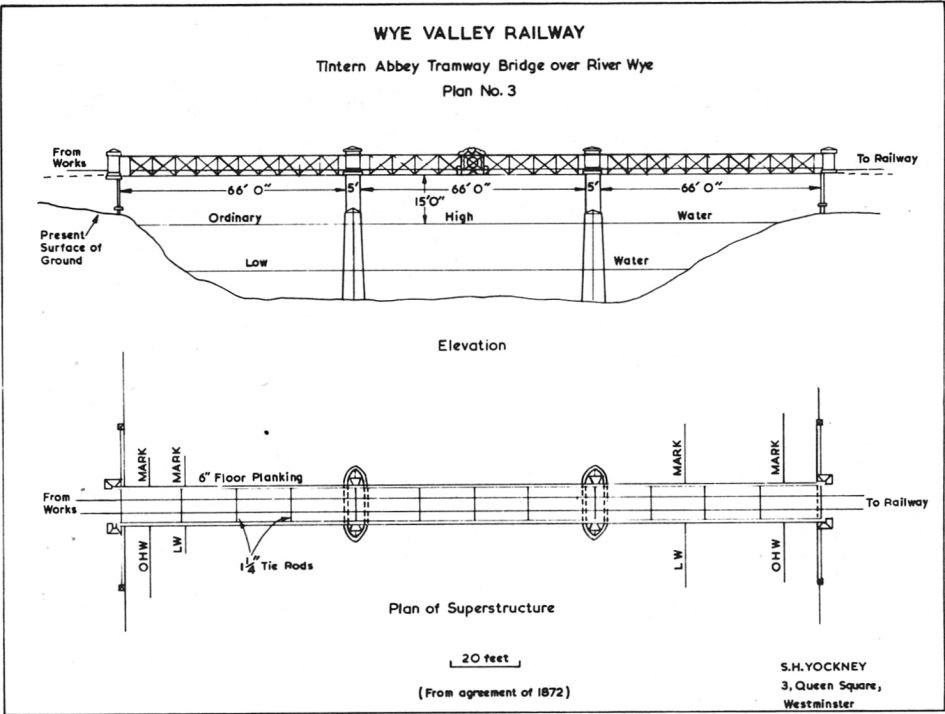 WYE VALLEY RAILWAY
Tintern Abbey Tramway Bridge over River Wye
Plan No. 3
From
Works
To Railway
66' 0"
5'
66' 0"
5'
66' 0"
15'0"
Ordinary
High
Water
Present
Surface of
Ground
Low
Water
Elevation
MARK
MARK
MARK
MARK
6" Floor Planking
From
Works
To Railway
OHW
LW
LW
OHW
1¼" Tie Rods
Plan of Superstructure
20 feet
(From agreement of 1872)
S.H. YOCKNEY
3, Queen Square,
Westminster